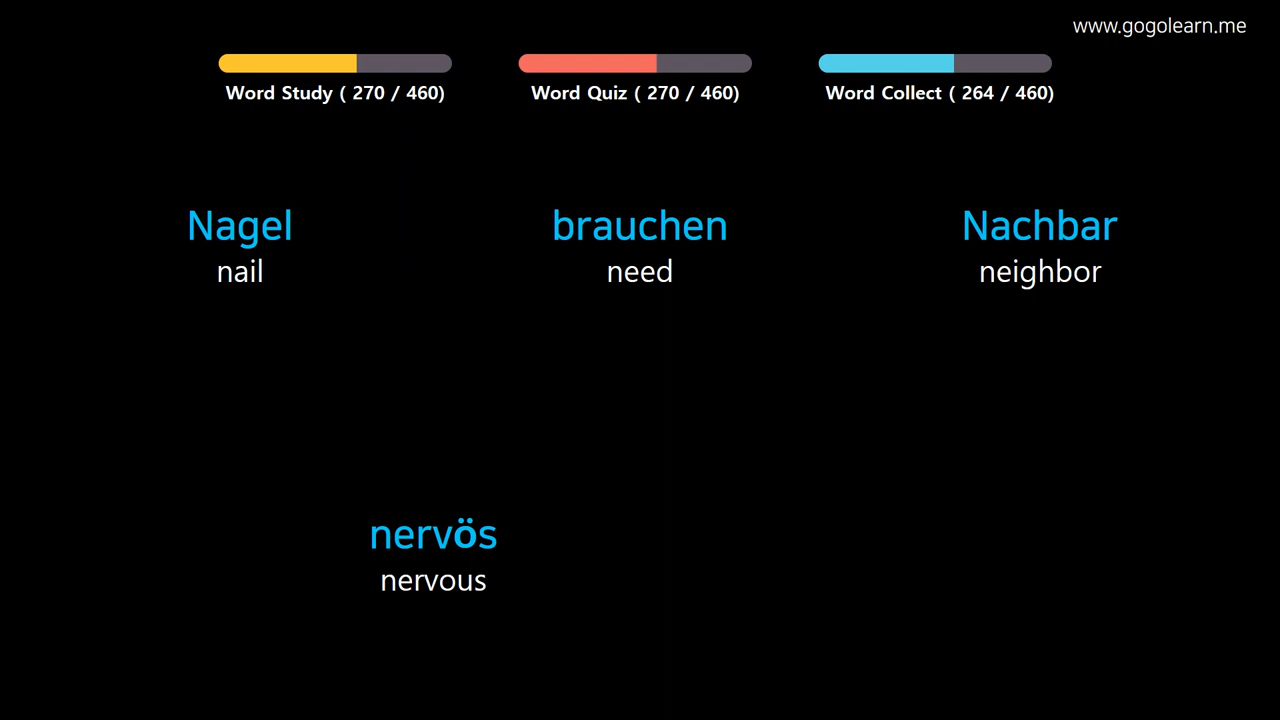 www.gogolearn.me
Word Study ( 270 / 460)
Word Quiz ( 270 / 460)
Word Collect ( 264 / 460)
Nagel
nail
brauchen
need
Nachbar
neighbor
nervös
nervous